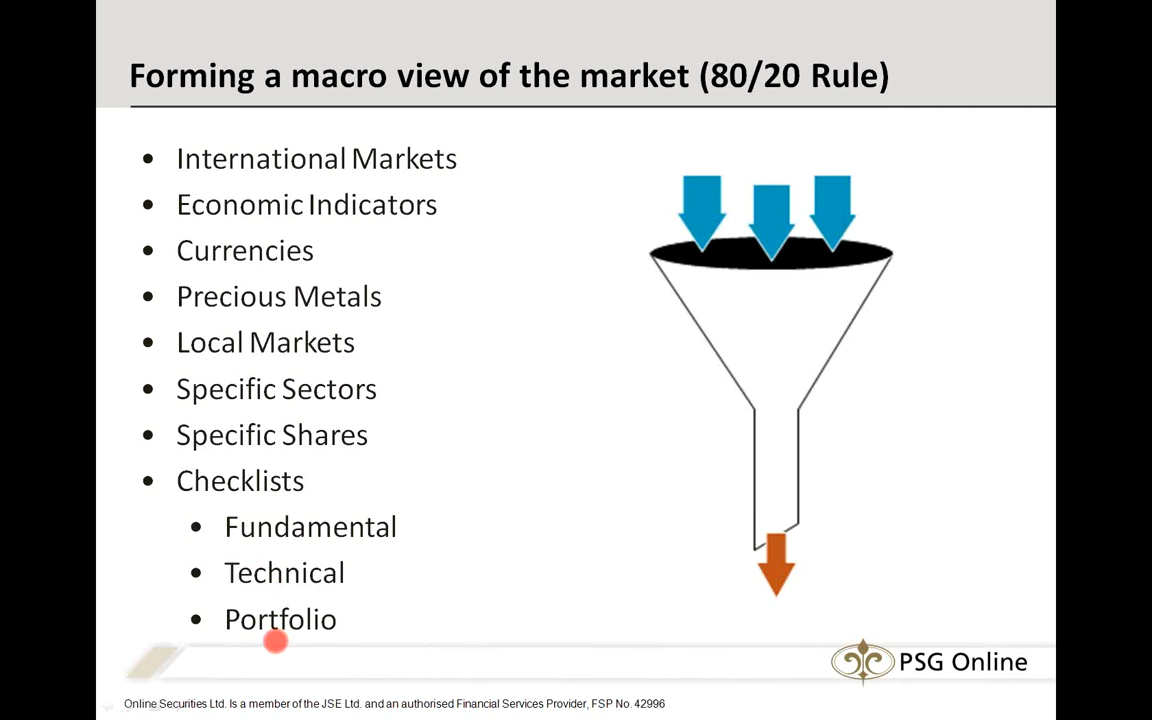 Forming a macro view of the market (80/20 Rule)
• International Markets
• Economic Indicators
• Currencies
• Precious Metals
• Local Markets
• Specific Sectors
• Specific Shares
• Checklists
• Fundamental
• Technical
• Portfolio
PSG Online
Online Securities Ltd. Is a member of the JSE Ltd. and an authorised Financial Services Provider, FSP No. 42996